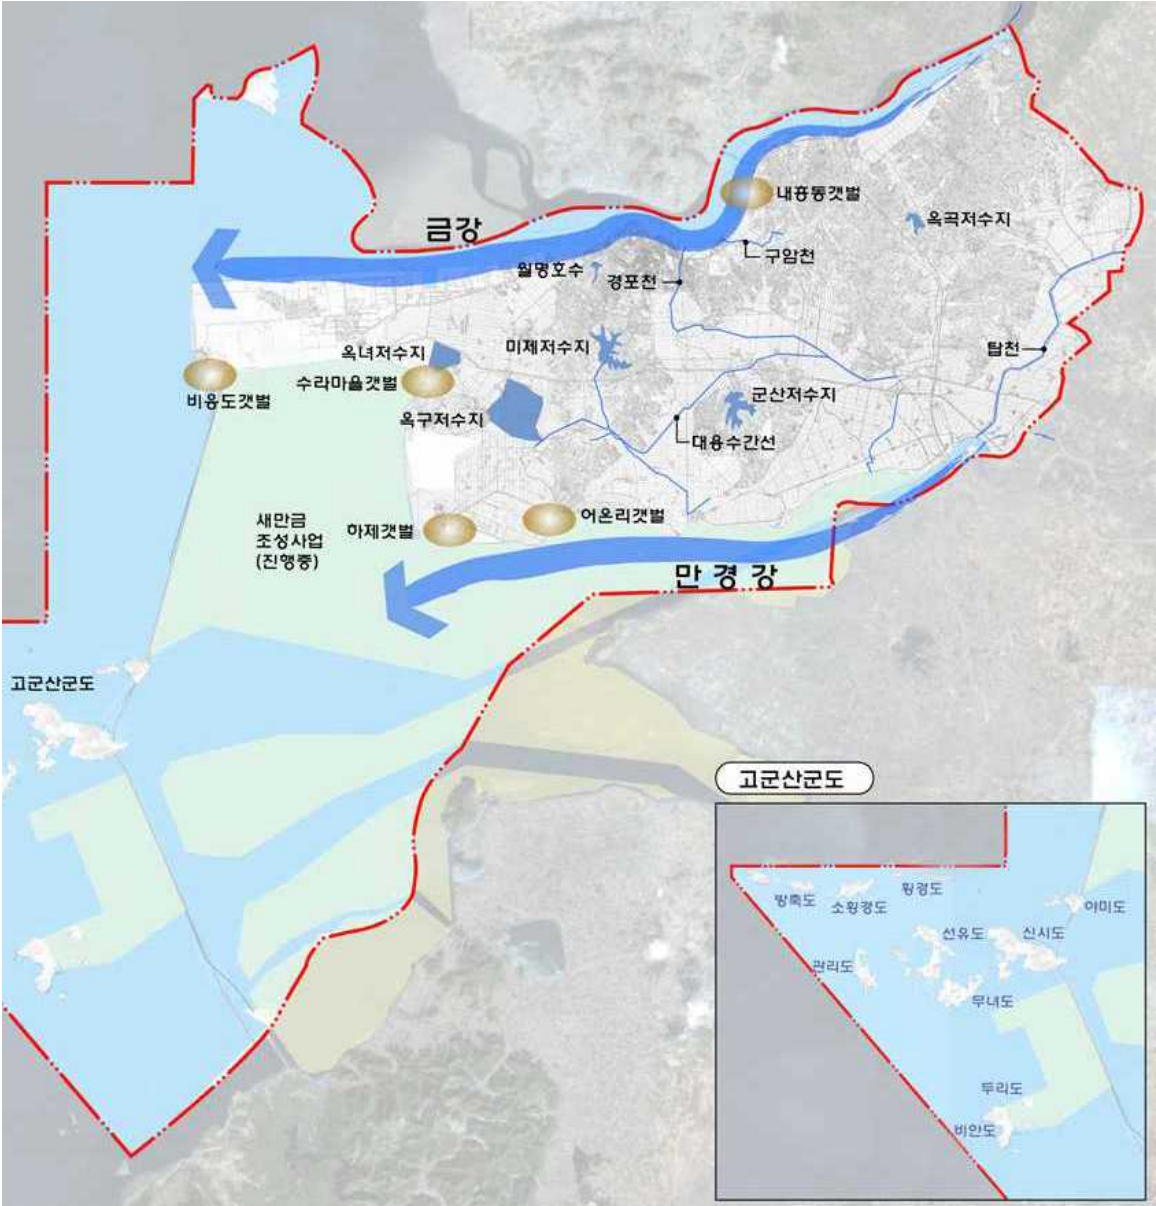 내흥동갯벌
옥곡저수지
금강
구암천
월명호수
경포천
옥녀저수지
미제저수지
탑천
수라마을갯벌
비응도갯벌
군산저수지
옥구저수지
대용수간선
어은리갯벌
새만금
조성사업
(진행중)
하제갯벌
만경강
고군산군도
고군산군도
방축도
소횡경도
횡경도
야미도
선유도
신시도
관리도
무녀도
두리도
비안도